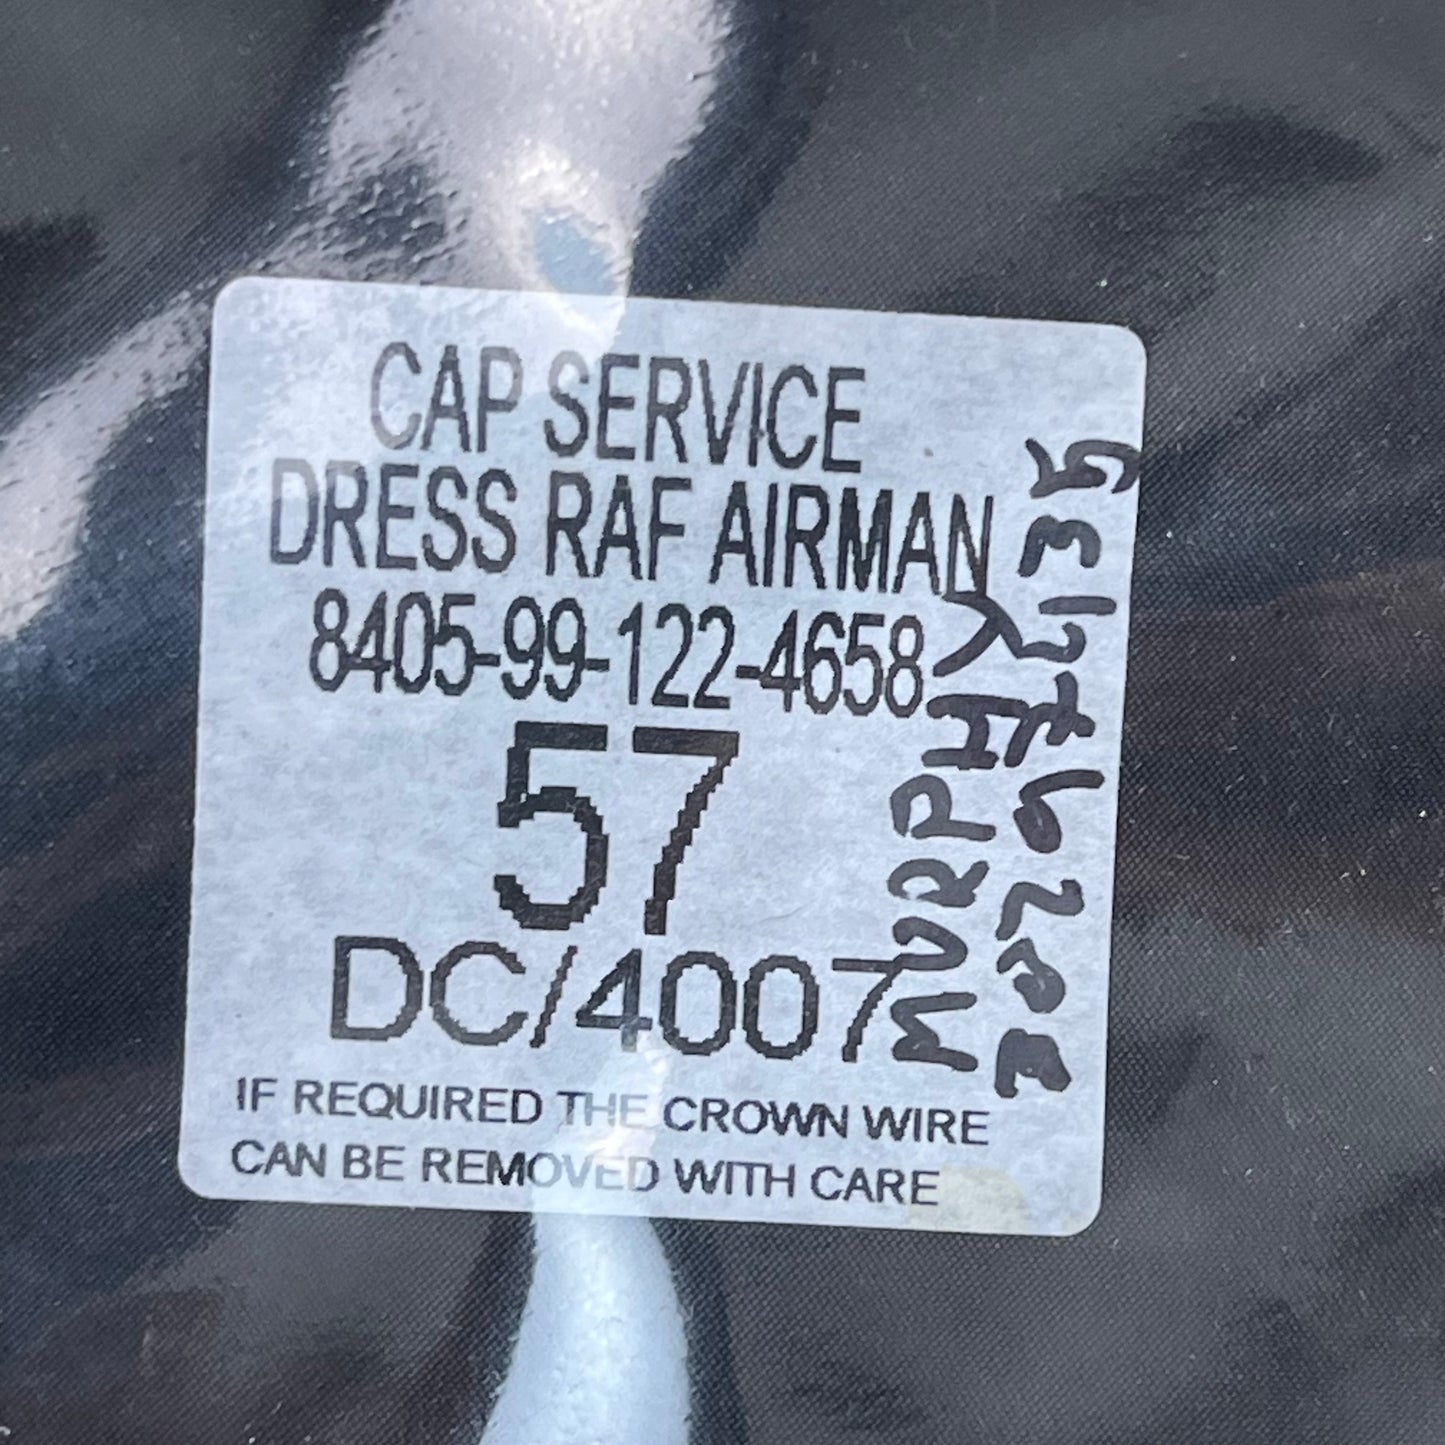 CAP SERVICE
DRESS RAF AIRMAN
8405-99-122-4658
57
DC/4007
IF REQUIRED THE CROWN WIRE
CAN BE REMOVED WITH CARE
MURPHY